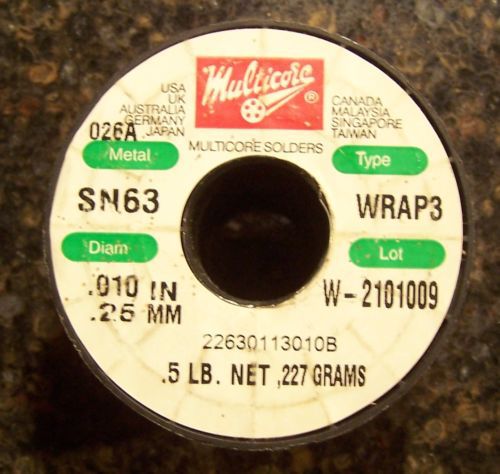 Multicore ®
USA
UK
AUSTRALIA
GERMANY
JAPAN
CANADA
MALAYSIA
SINGAPORE
TAIWAN
MULTICORE SOLDERS
026A
Metal
Type
SN63
WRAP3
Diam
Lot
.010 IN
.25 MM
W-2101009
22630113010B
.5 LB. NET ,227 GRAMS